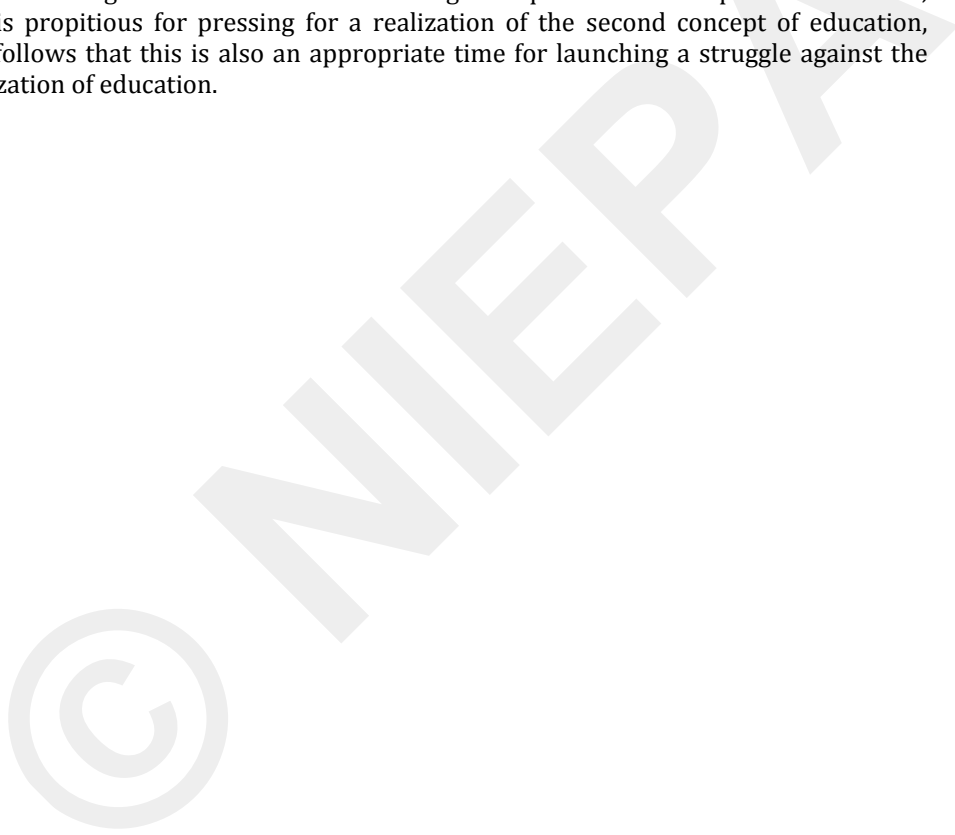 is propitious for pressing for a realization of the second concept of education,
follows that this is also an appropriate time for launching a struggle against the
zation of education.
© NIEPA